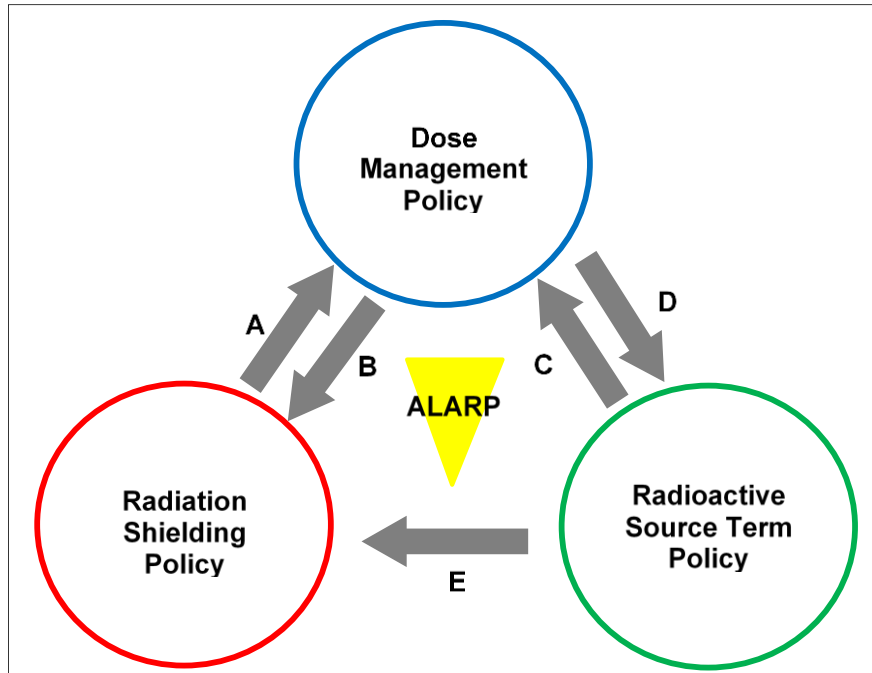 Dose
Management
Policy
A
B
C
D
ALARP
Radiation
Shielding
Policy
Radioactive
Source Term
Policy
E